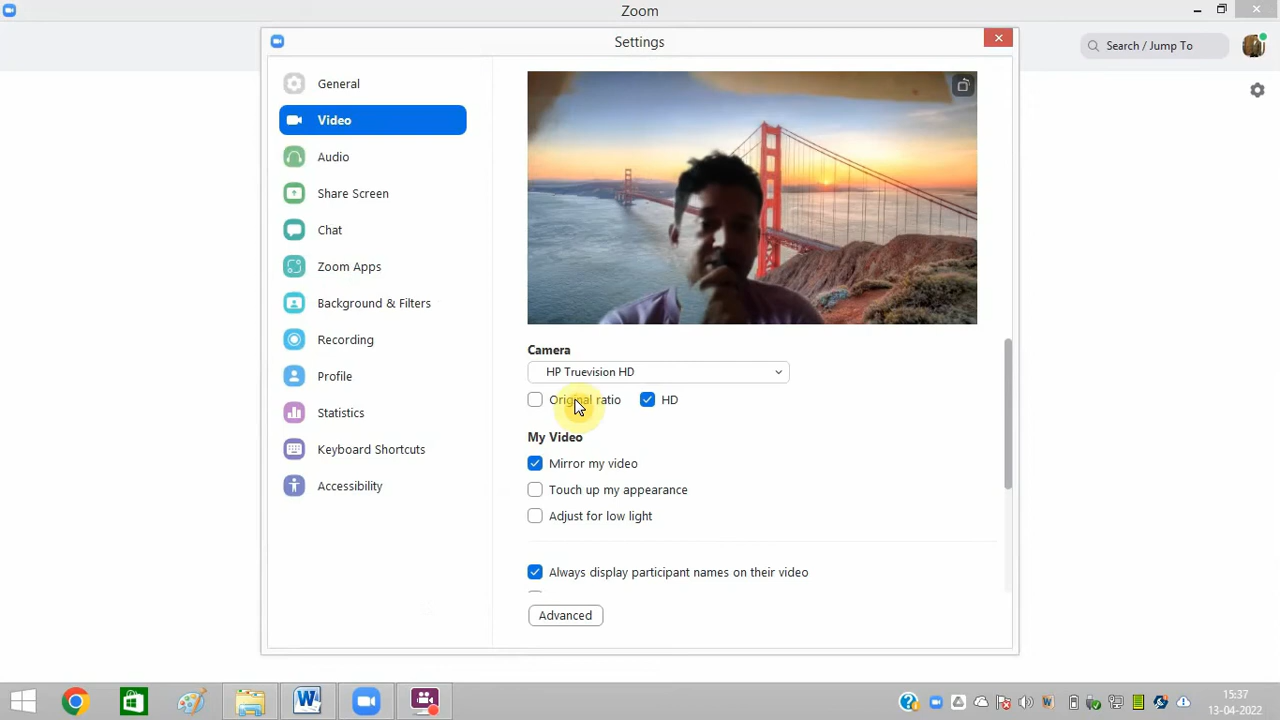 Zoom
Settings
Search / Jump To
General
Video
Audio
Share Screen
Chat
Zoom Apps
Background & Filters
Recording
Profile
Statistics
Keyboard Shortcuts
Accessibility
Camera
HP Truevision HD
Original ratio
HD
My Video
Mirror my video
Touch up my appearance
Adjust for low light
Always display participant names on their video
Advanced
15:37
13-04-2022